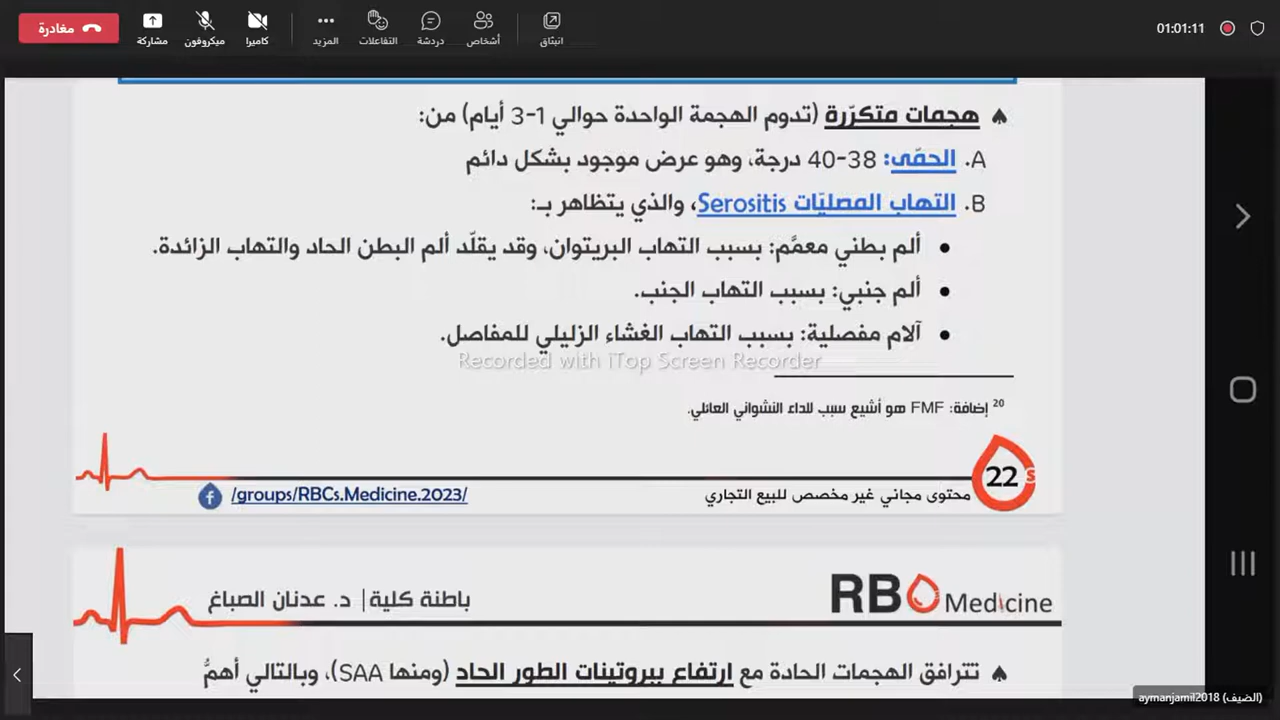 مغادرة
مشاركة
ميكروفون
كاميرا
المزيد
التفاعلات
دردشة
أشخاص
انبثاق
01:01:11
♠ هجمات متكرّرة (تدوم الهجمة الواحدة حوالي 1-3 أيام) من:
A. الحمّى: 38-40 درجة، وهو عرض موجود بشكل دائم
B. التهاب المصليّات Serositis، والذي يتظاهر بـ:
• ألم بطني معمَّم: بسبب التهاب البريتوان، وقد يقلّد ألم البطن الحاد والتهاب الزائدة.
• ألم جنبي: بسبب التهاب الجنب.
• آلام مفصلية: بسبب التهاب الغشاء الزليلي للمفاصل.
Recorded with iTop Screen Recorder
20 إضافة: FMF هو أشيع سبب للداء النشواني العائلي.
22
محتوى مجاني غير مخصص للبيع التجاري
/groups/RBCs.Medicine.2023/
RB Medicine
باطنة كلية | د. عدنان الصباغ
♠ تترافق الهجمات الحادة مع ارتفاع ببروتينات الطور الحاد (ومنها SAA)، وبالتالي أهمُّ
aymanjamil2018 (الضيف)